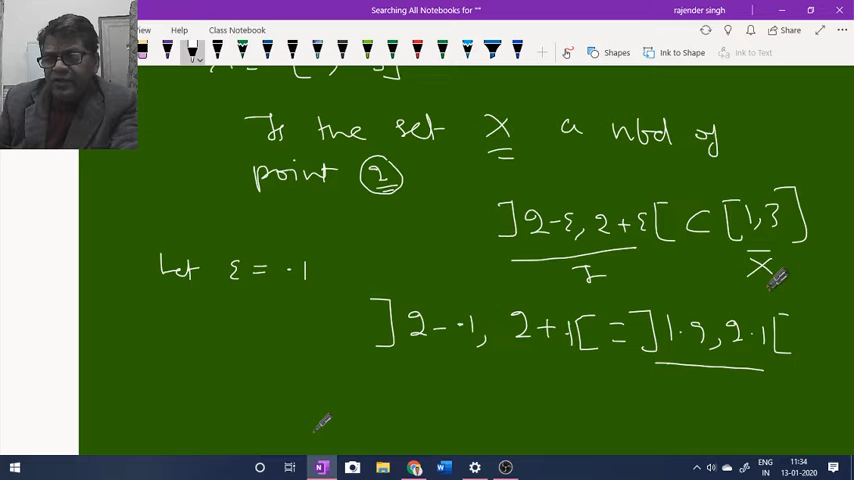 Searching All Notebooks for ""
rajender singh
View Help Class Notebook
Share
Shapes Ink to Shape Ink to Text
Is the set X a nbd of
point 2
]2-ε, 2+ε[ ⊂ [1,3]
I X
Let ε = .1
]2-.1, 2+.1[ = ]1.9, 2.1[
ENG 11:34
IN 13-01-2020